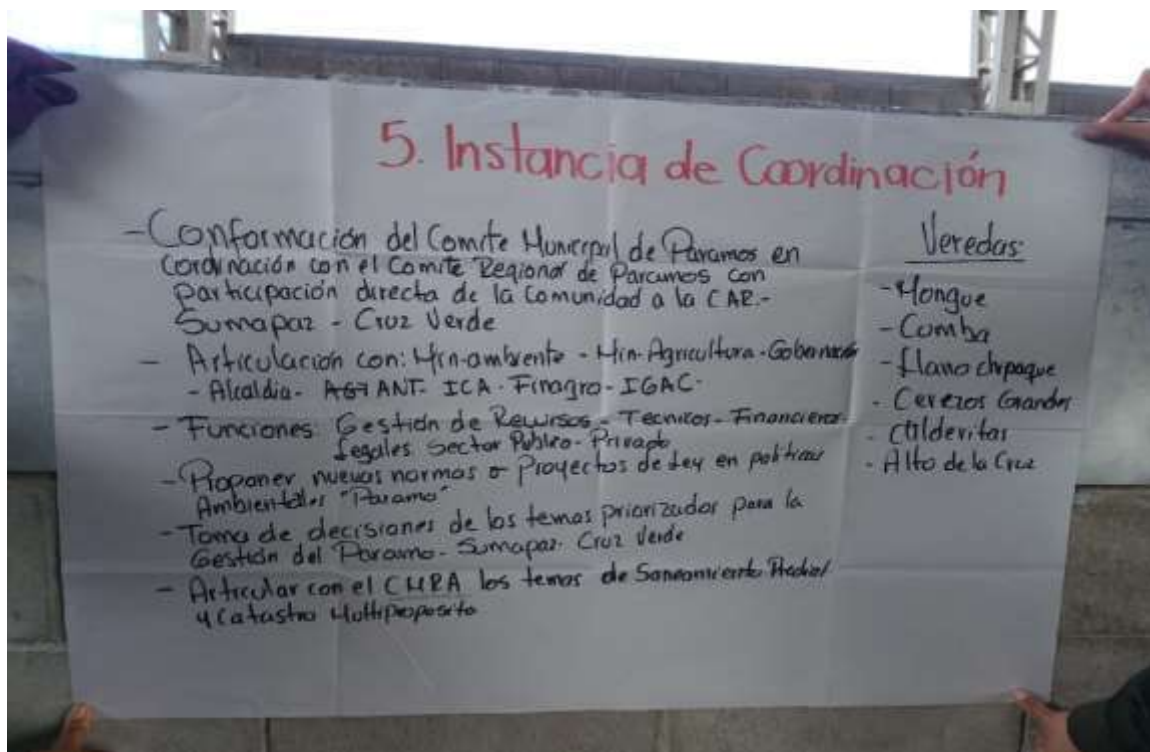 5. Instancia de Coordinación
- Conformación del Comite Municipal de Paramos en
Cordinación con el Comite Regional de Paramos con
participación directa de la Comunidad a la CAR.-
Sumapaz - Cruz Verde
- Articulación con: Min-ambiente - Min-Agricultura - Gobernación
- Alcaldia - ANT - ICA - Finagro - IGAC -
- Funciones: Gestión de Recursos - Tecnicos - Financieros
Legales Sector Publico - Privado
- Proponer nuevas normas o Proyectos de Ley en politicas
Ambientales "Paramo"
- Toma de decisiones de los temas priorizados para la
Gestión del Paramo - Sumapaz - Cruz Verde
- Articular con el CMRA los temas de Saneamiento Predial
y Catastro Multiproposito
Veredas:
- Mongue
- Cumba
- Llano chipaque
- Cerezos Grandes
- Calderitas
- Alto de la Cruz